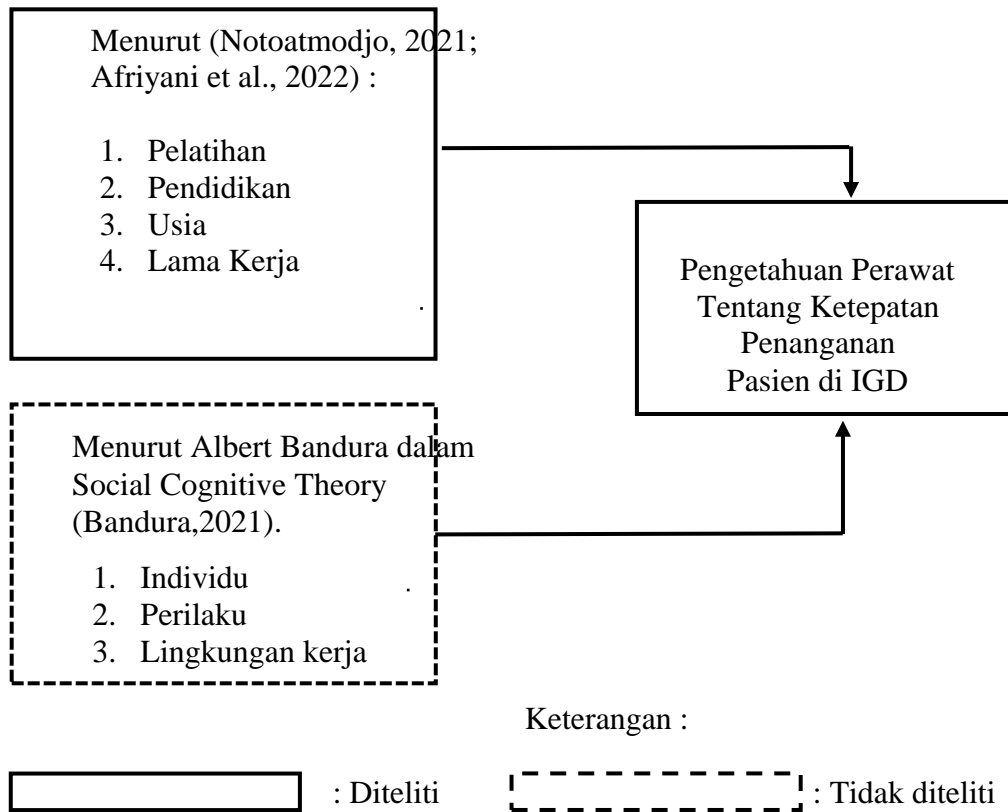 Menurut (Notoatmodjo, 2021;
Afriyani et al., 2022) :
1. Pelatihan
2. Pendidikan
3. Usia
4. Lama Kerja
.
Pengetahuan Perawat
Tentang Ketepatan
Penanganan
Pasien di IGD
Menurut Albert Bandura dalam
Social Cognitive Theory
(Bandura,2021).
1. Individu
.
2. Perilaku
3. Lingkungan kerja
Keterangan :
: Diteliti
: Tidak diteliti